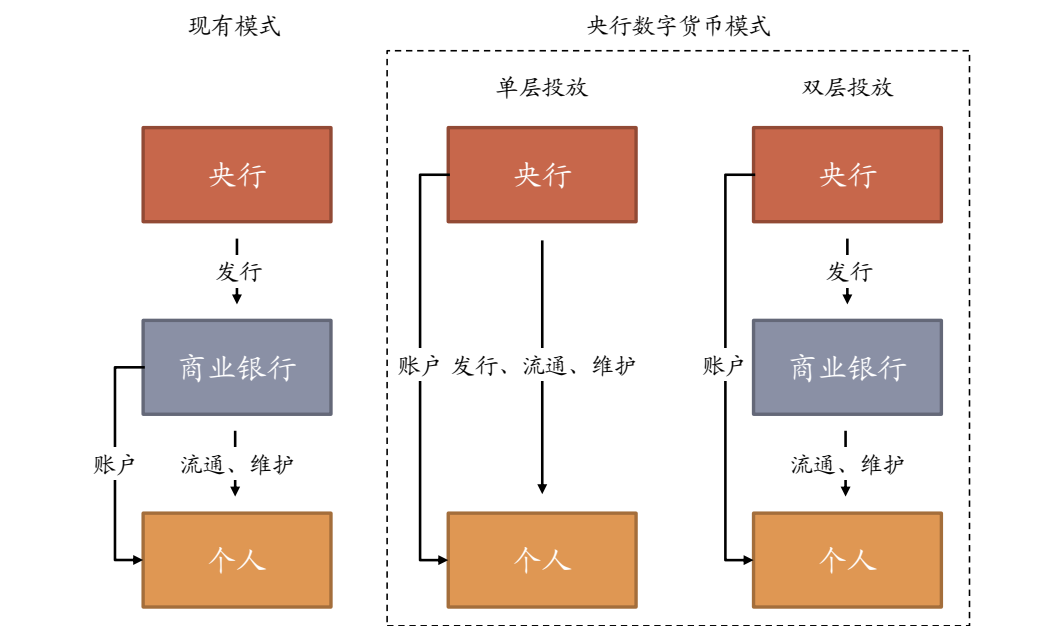 现有模式
央行数字货币模式
单层投放
双层投放
央行
央行
央行
发行
发行
商业银行
账户
发行、流通、维护
账户
商业银行
账户
流通、维护
流通、维护
个人
个人
个人